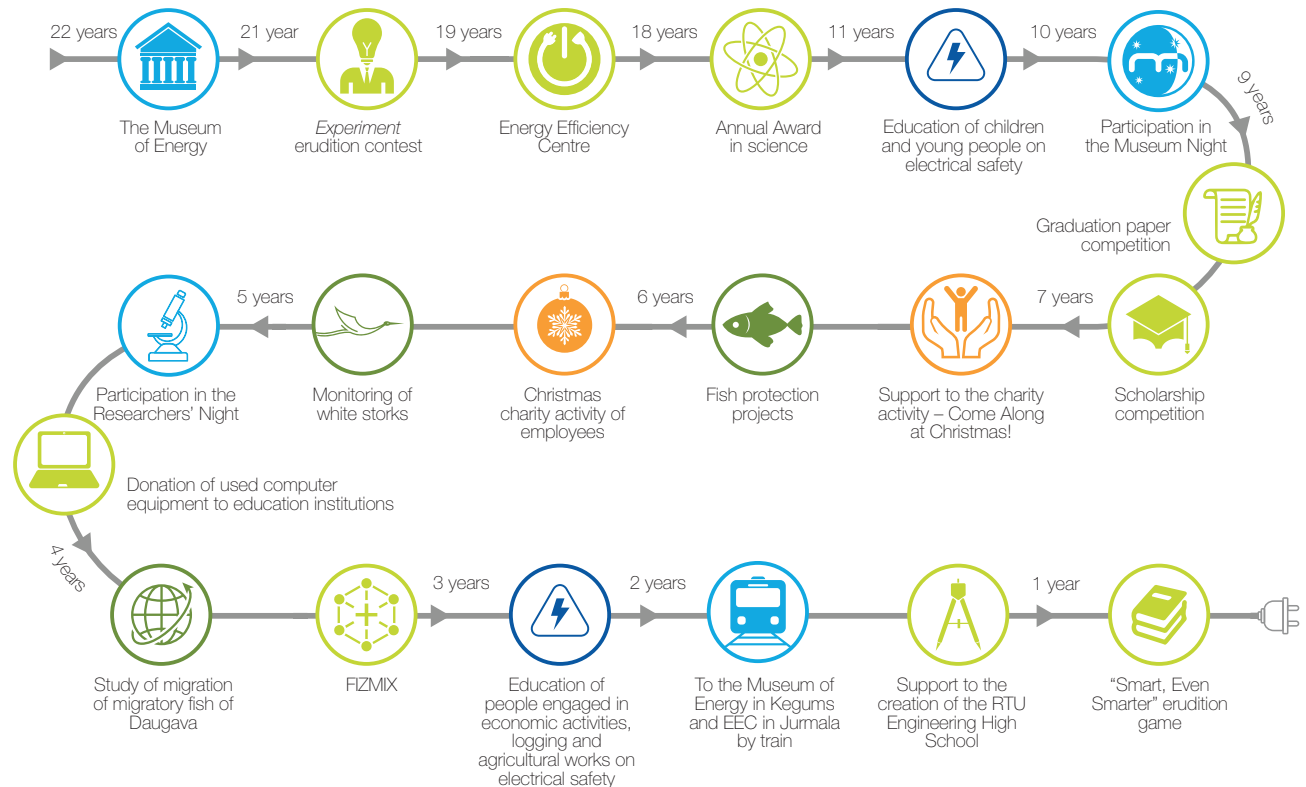 22 years
The Museum
of Energy
21 year
Experiment
erudition contest
19 years
Energy Efficiency
Centre
18 years
Annual Award
in science
11 years
Education of children
and young people on
electrical safety
10 years
Participation in
the Museum Night
9 years
Graduation paper
competition
Scholarship
competition
7 years
Support to the charity
activity – Come Along
at Christmas!
Fish protection
projects
6 years
Christmas
charity activity of
employees
Monitoring of
white storks
5 years
Participation in the
Researchers’ Night
Donation of used computer
equipment to education institutions
4 years
Study of migration
of migratory fish of
Daugava
FIZMIX
3 years
Education of
people engaged in
economic activities,
logging and
agricultural works on
electrical safety
2 years
To the Museum of
Energy in Kegums
and EEC in Jurmala
by train
Support to the
creation of the RTU
Engineering High
School
1 year
“Smart, Even
Smarter” erudition
game